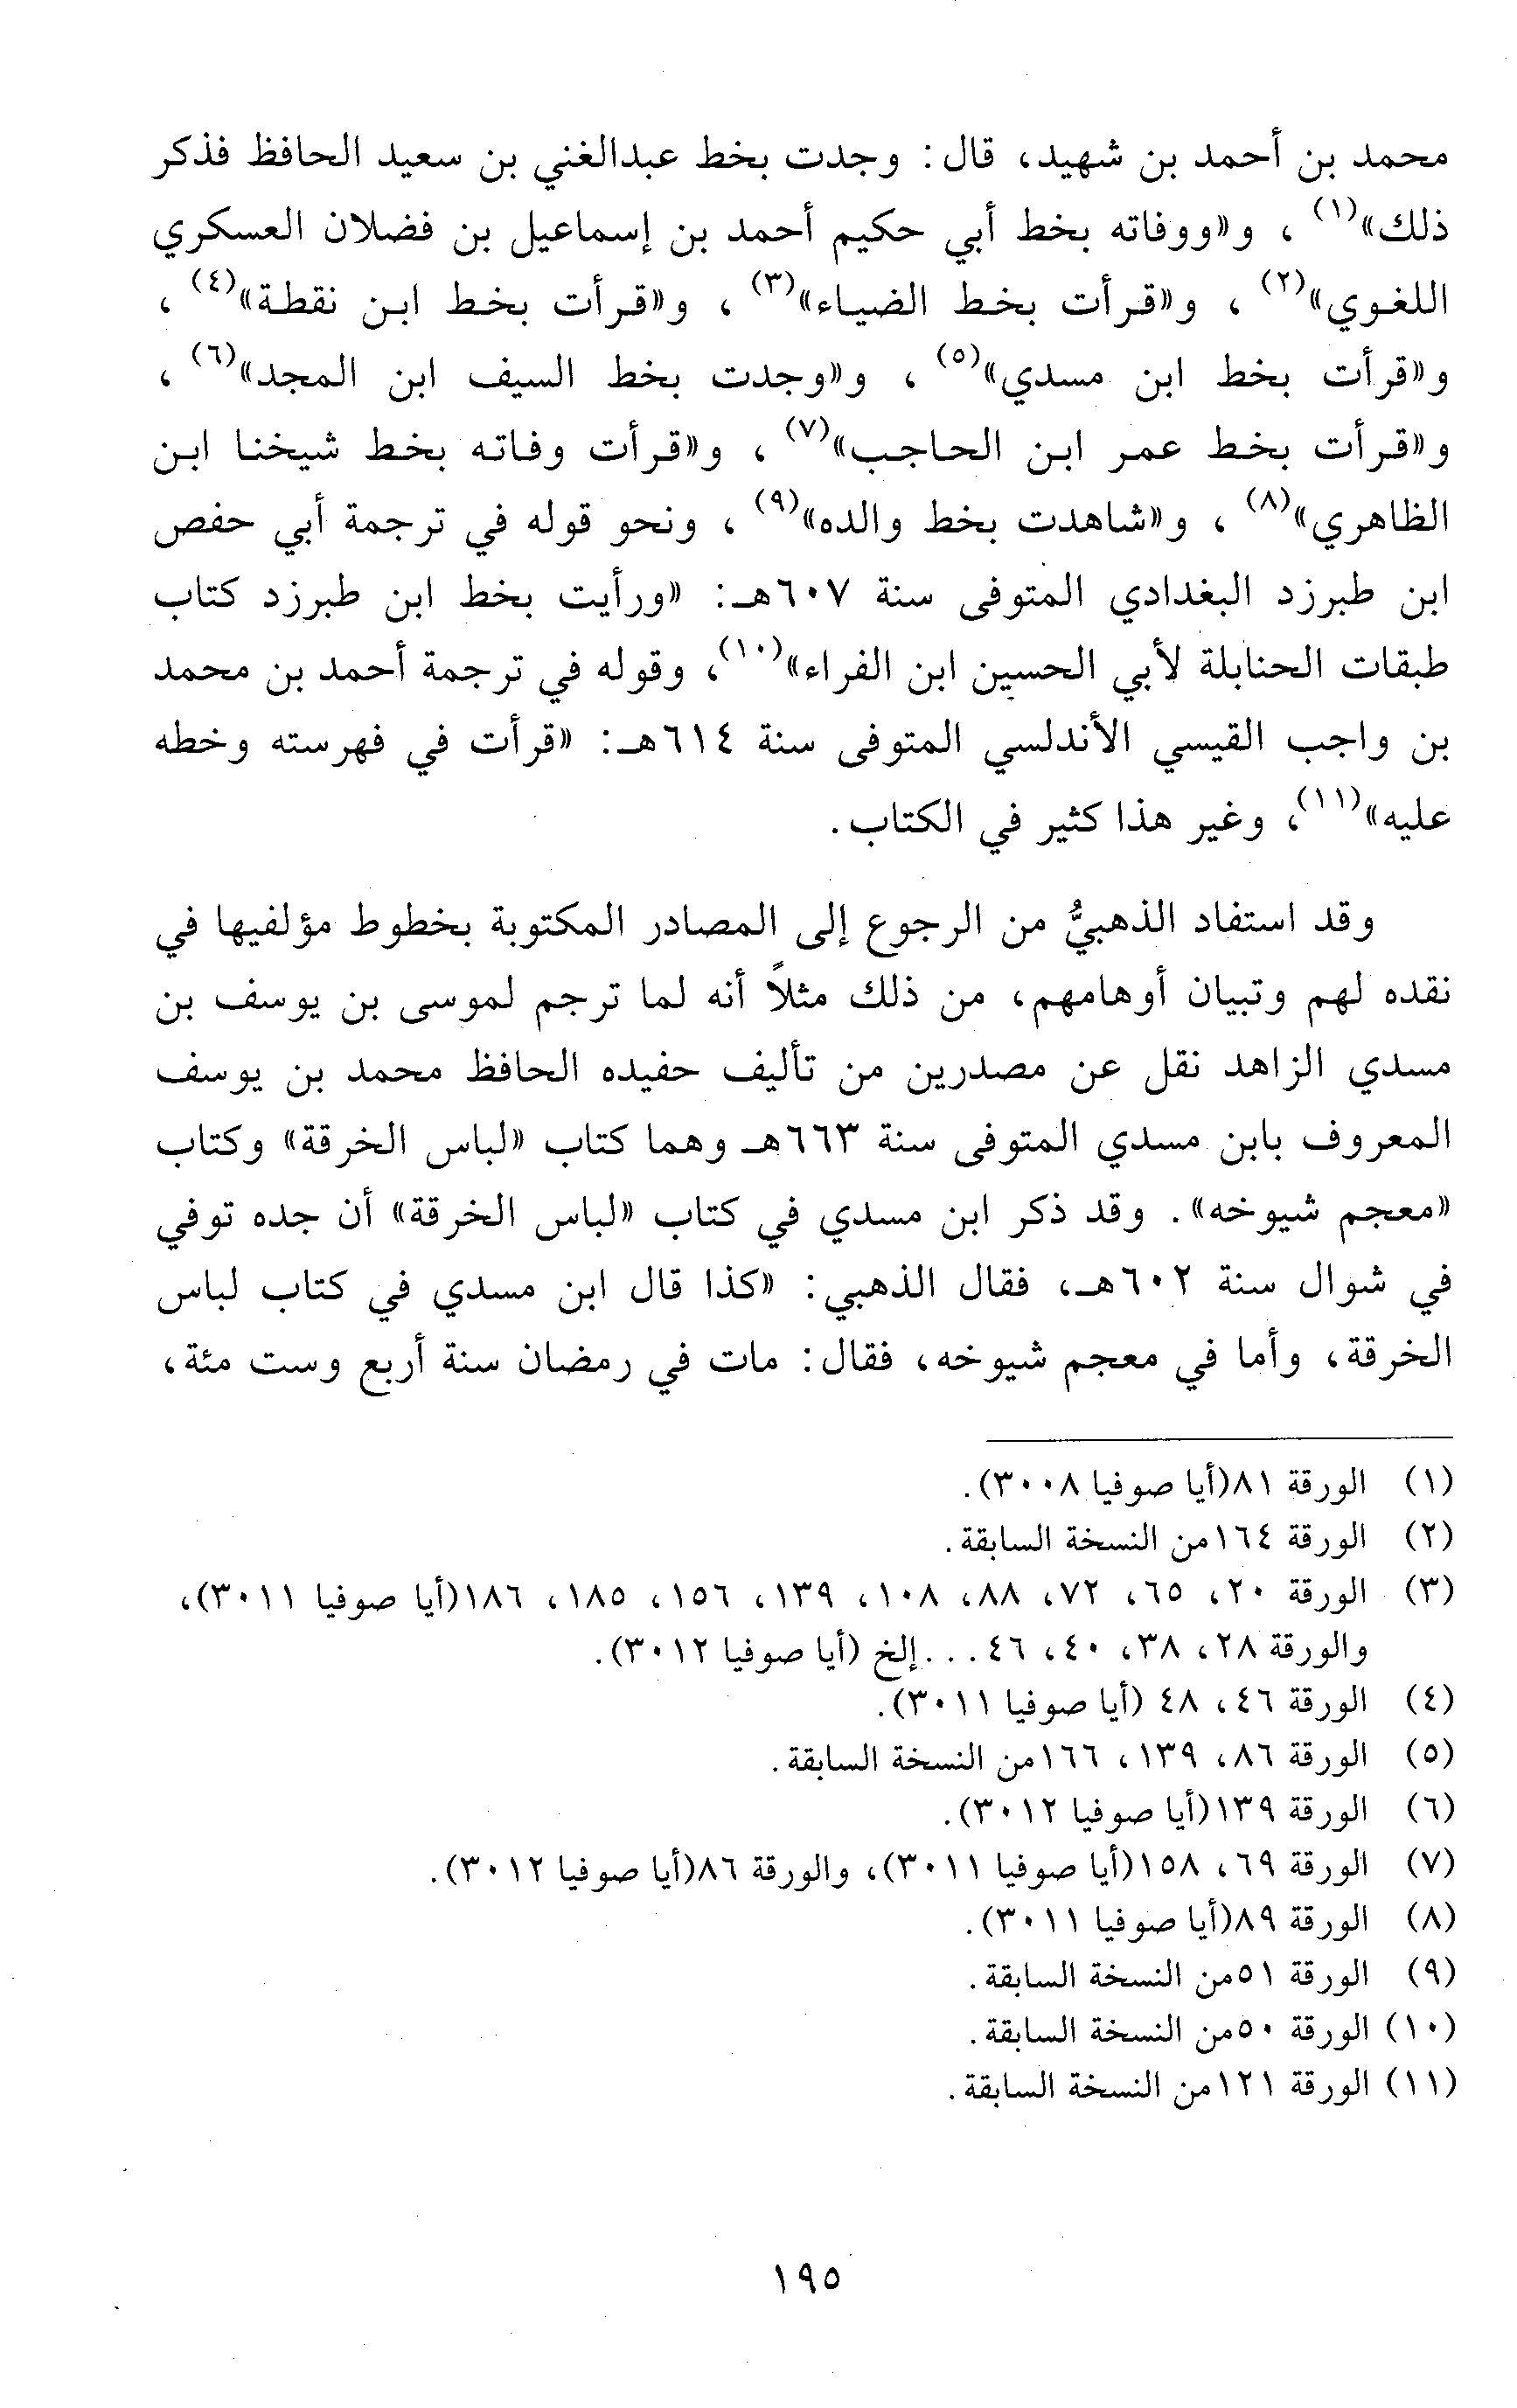 محمد بن أحمد بن شهيد، قال: وجدت بخط عبدالغني بن سعيد الحافظ فذكر
ذلك»(١)، و«ووفاته بخط أبي حكيم أحمد بن إسماعيل بن فضلان العسكري
اللغوي»(٢)، و«قرأت بخط الضياء»(٣)، و«قرأت بخط ابن نقطة»(٤)،
و«قرأت بخط ابن مسدي»(٥)، و«وجدت بخط السيف ابن المجد»(٦)،
و«قرأت بخط عمر ابن الحاجب»(٧)، و«قرأت وفاته بخط شيخنا ابن
الظاهري»(٨)، و«شاهدت بخط والده»(٩)، ونحو قوله في ترجمة أبي حفص
ابن طبرزد البغدادي المتوفى سنة ٦٠٧هـ: «ورأيت بخط ابن طبرزد كتاب
طبقات الحنابلة لأبي الحسين ابن الفراء»(١٠)، وقوله في ترجمة أحمد بن محمد
بن واجب القيسي الأندلسي المتوفى سنة ٦١٤هـ: «قرأت في فهرسته وخطه
عليه»(١١)، وغير هذا كثير في الكتاب.
وقد استفاد الذهبيُّ من الرجوع إلى المصادر المكتوبة بخطوط مؤلفيها في
نقده لهم وتبيان أوهامهم، من ذلك مثلاً أنه لما ترجم لموسى بن يوسف بن
مسدي الزاهد نقل عن مصدرين من تأليف حفيده الحافظ محمد بن يوسف
المعروف بابن مسدي المتوفى سنة ٦٦٣هـ وهما كتاب «لباس الخرقة» وكتاب
«معجم شيوخه». وقد ذكر ابن مسدي في كتاب «لباس الخرقة» أن جده توفي
في شوال سنة ٦٠٢هـ، فقال الذهبي: «كذا قال ابن مسدي في كتاب لباس
الخرقة، وأما في معجم شيوخه، فقال: مات في رمضان سنة أربع وست مئة،
(١) الورقة ٨١(أيا صوفيا ٣٠٠٨).
(٢) الورقة ١٦٤من النسخة السابقة.
(٣) الورقة ٢٠، ٦٥، ٧٢، ٨٨، ١٠٨، ١٣٩، ١٥٦، ١٨٥، ١٨٦(أيا صوفيا ٣٠١١)،
والورقة ٢٨، ٣٨، ٤٠، ٤٦...إلخ (أيا صوفيا ٣٠١٢).
(٤) الورقة ٤٦، ٤٨ (أيا صوفيا ٣٠١١).
(٥) الورقة ٨٦، ١٣٩، ١٦٦من النسخة السابقة.
(٦) الورقة ١٣٩(أيا صوفيا ٣٠١٢).
(٧) الورقة ٦٩، ١٥٨(أيا صوفيا ٣٠١١)، والورقة ٨٦(أيا صوفيا ٣٠١٢).
(٨) الورقة ٨٩(أيا صوفيا ٣٠١١).
(٩) الورقة ٥١من النسخة السابقة.
(١٠) الورقة ٥٠من النسخة السابقة.
(١١) الورقة ١٢١من النسخة السابقة.
١٩٥